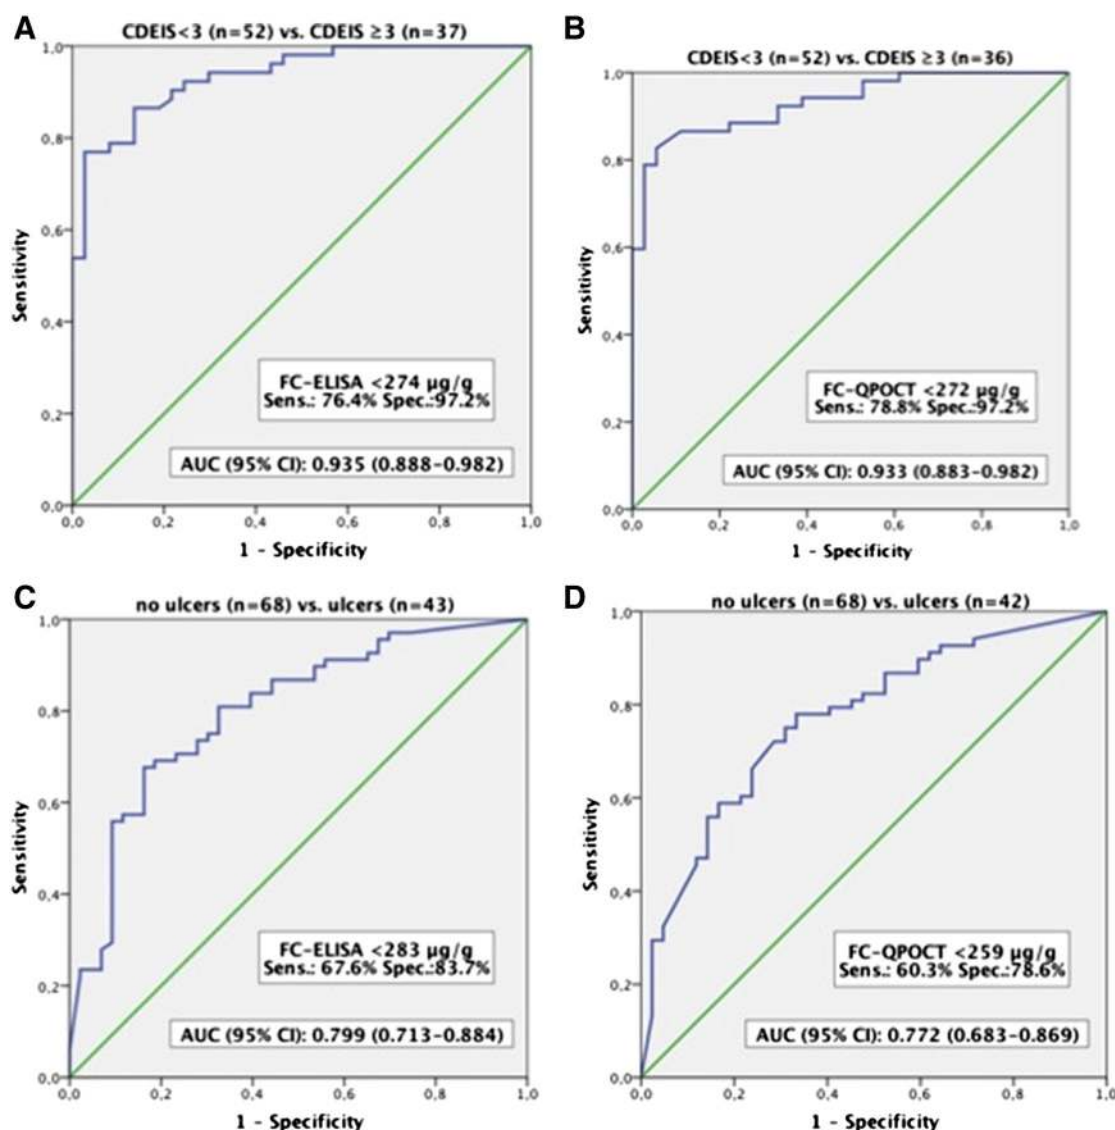 A
CDEIS<3 (n=52) vs. CDEIS ≥3 (n=37)
1,0
0,8
0,6
0,4
0,2
0,0
Sensitivity
FC-ELISA <274 µg/g
Sens.: 76.4% Spec.:97.2%
AUC (95% CI): 0.935 (0.888-0.982)
0,0 0,2 0,4 0,6 0,8 1,0
1 - Specificity
B
CDEIS<3 (n=52) vs. CDEIS ≥3 (n=36)
1,0
0,8
0,6
0,4
0,2
0,0
Sensitivity
FC-QPOCT <272 µg/g
Sens.: 78.8% Spec.:97.2%
AUC (95% CI): 0.933 (0.883-0.982)
0,0 0,2 0,4 0,6 0,8 1,0
1 - Specificity
C
no ulcers (n=68) vs. ulcers (n=43)
1,0
0,8
0,6
0,4
0,2
0,0
Sensitivity
FC-ELISA <283 µg/g
Sens.: 67.6% Spec.:83.7%
AUC (95% CI): 0.799 (0.713-0.884)
0,0 0,2 0,4 0,6 0,8 1,0
1 - Specificity
D
no ulcers (n=68) vs. ulcers (n=42)
1,0
0,8
0,6
0,4
0,2
0,0
Sensitivity
FC-QPOCT <259 µg/g
Sens.: 60.3% Spec.:78.6%
AUC (95% CI): 0.772 (0.683-0.869)
0,0 0,2 0,4 0,6 0,8 1,0
1 - Specificity